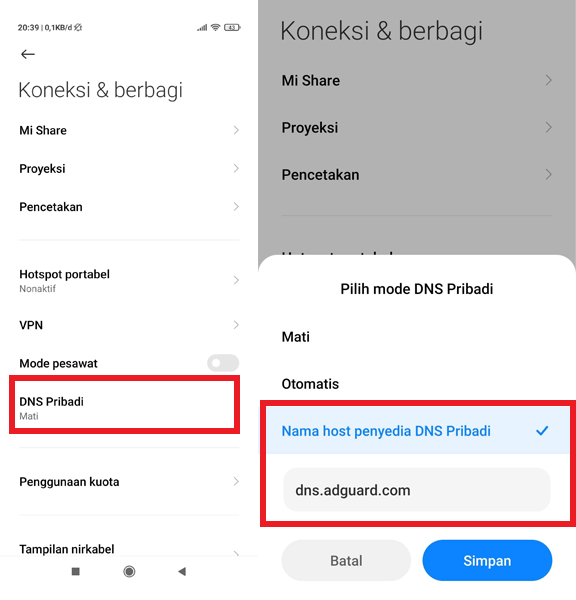 20:39 | 0,1KB/d
43
Koneksi & berbagi
Mi Share
Proyeksi
Pencetakan
Hotspot portabel
Nonaktif
VPN
Mode pesawat
DNS Pribadi
Mati
Penggunaan kuota
Tampilan nirkabel
Koneksi & berbagi
Mi Share
Proyeksi
Pencetakan
Pilih mode DNS Pribadi
Mati
Otomatis
Nama host penyedia DNS Pribadi
dns.adguard.com
Batal
Simpan